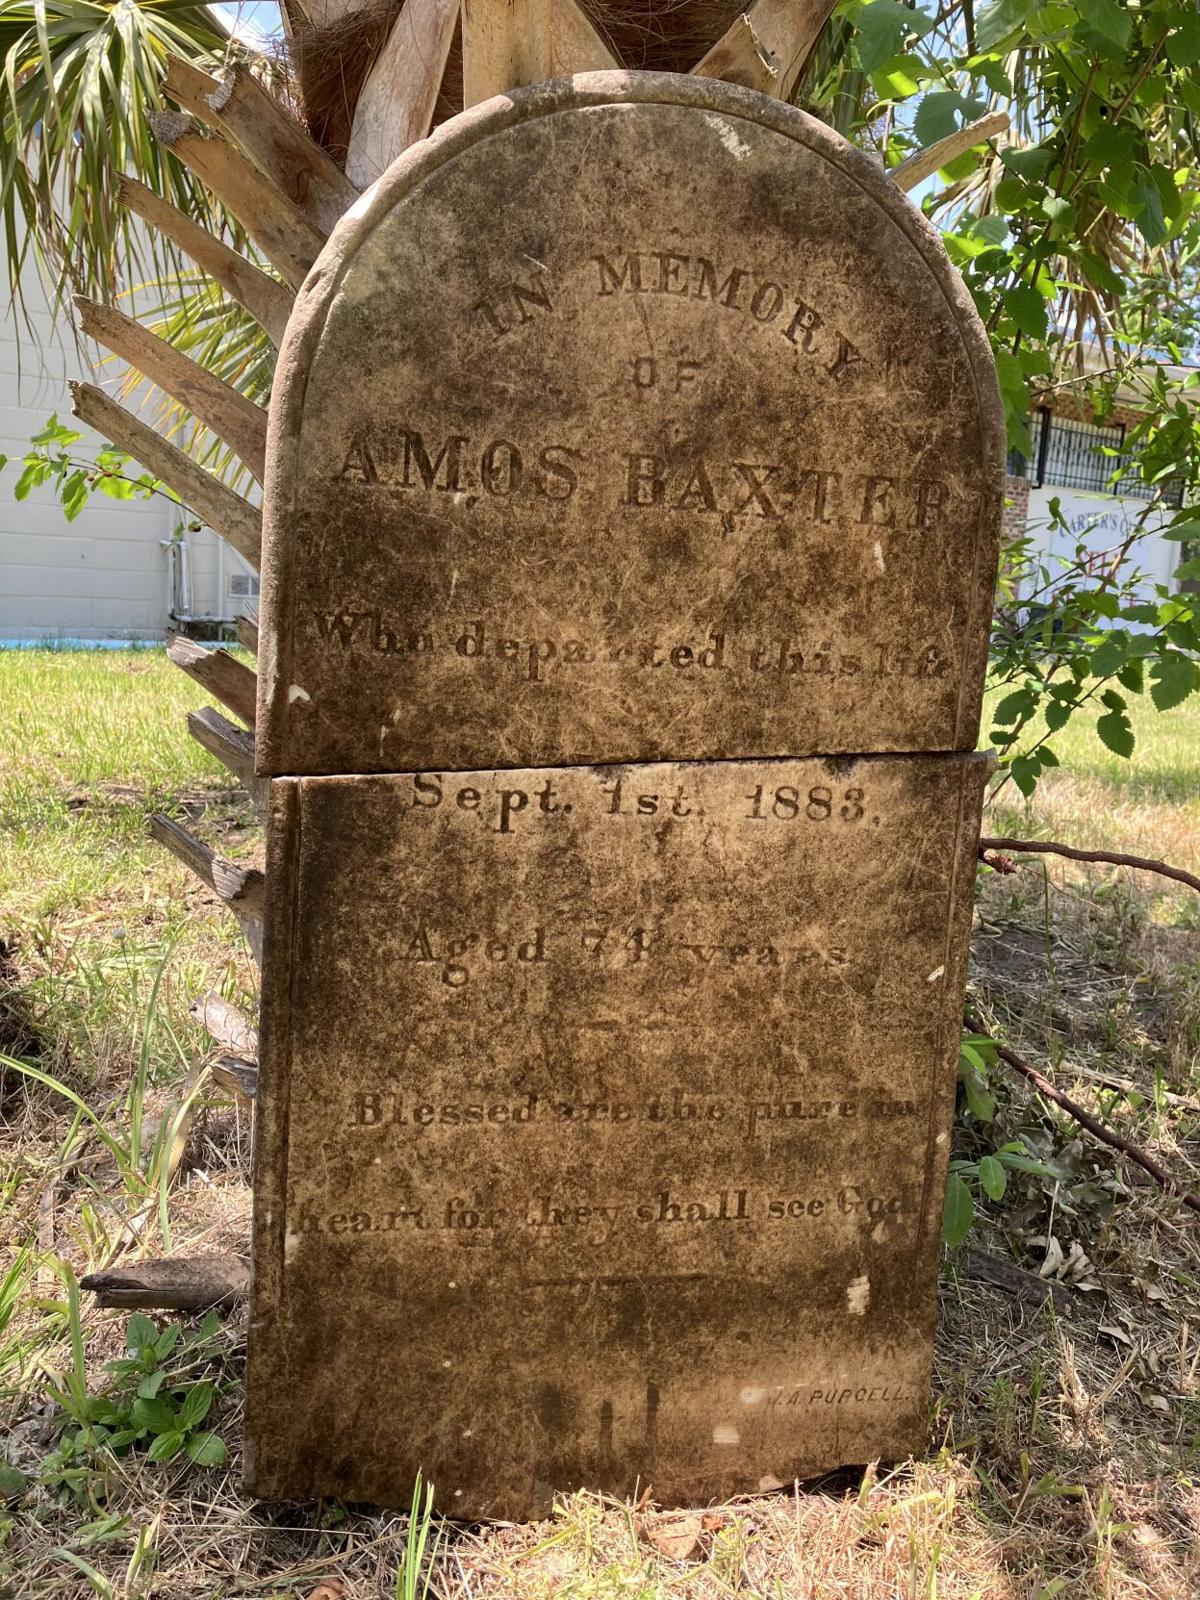 IN MEMORY
OF
AMOS BAXTER
Who departed this life
Sept. 1st. 1883.
Aged 74 years.
Blessed are the pure in
heart for they shall see God.
A. PURCELL.
CARTER'S